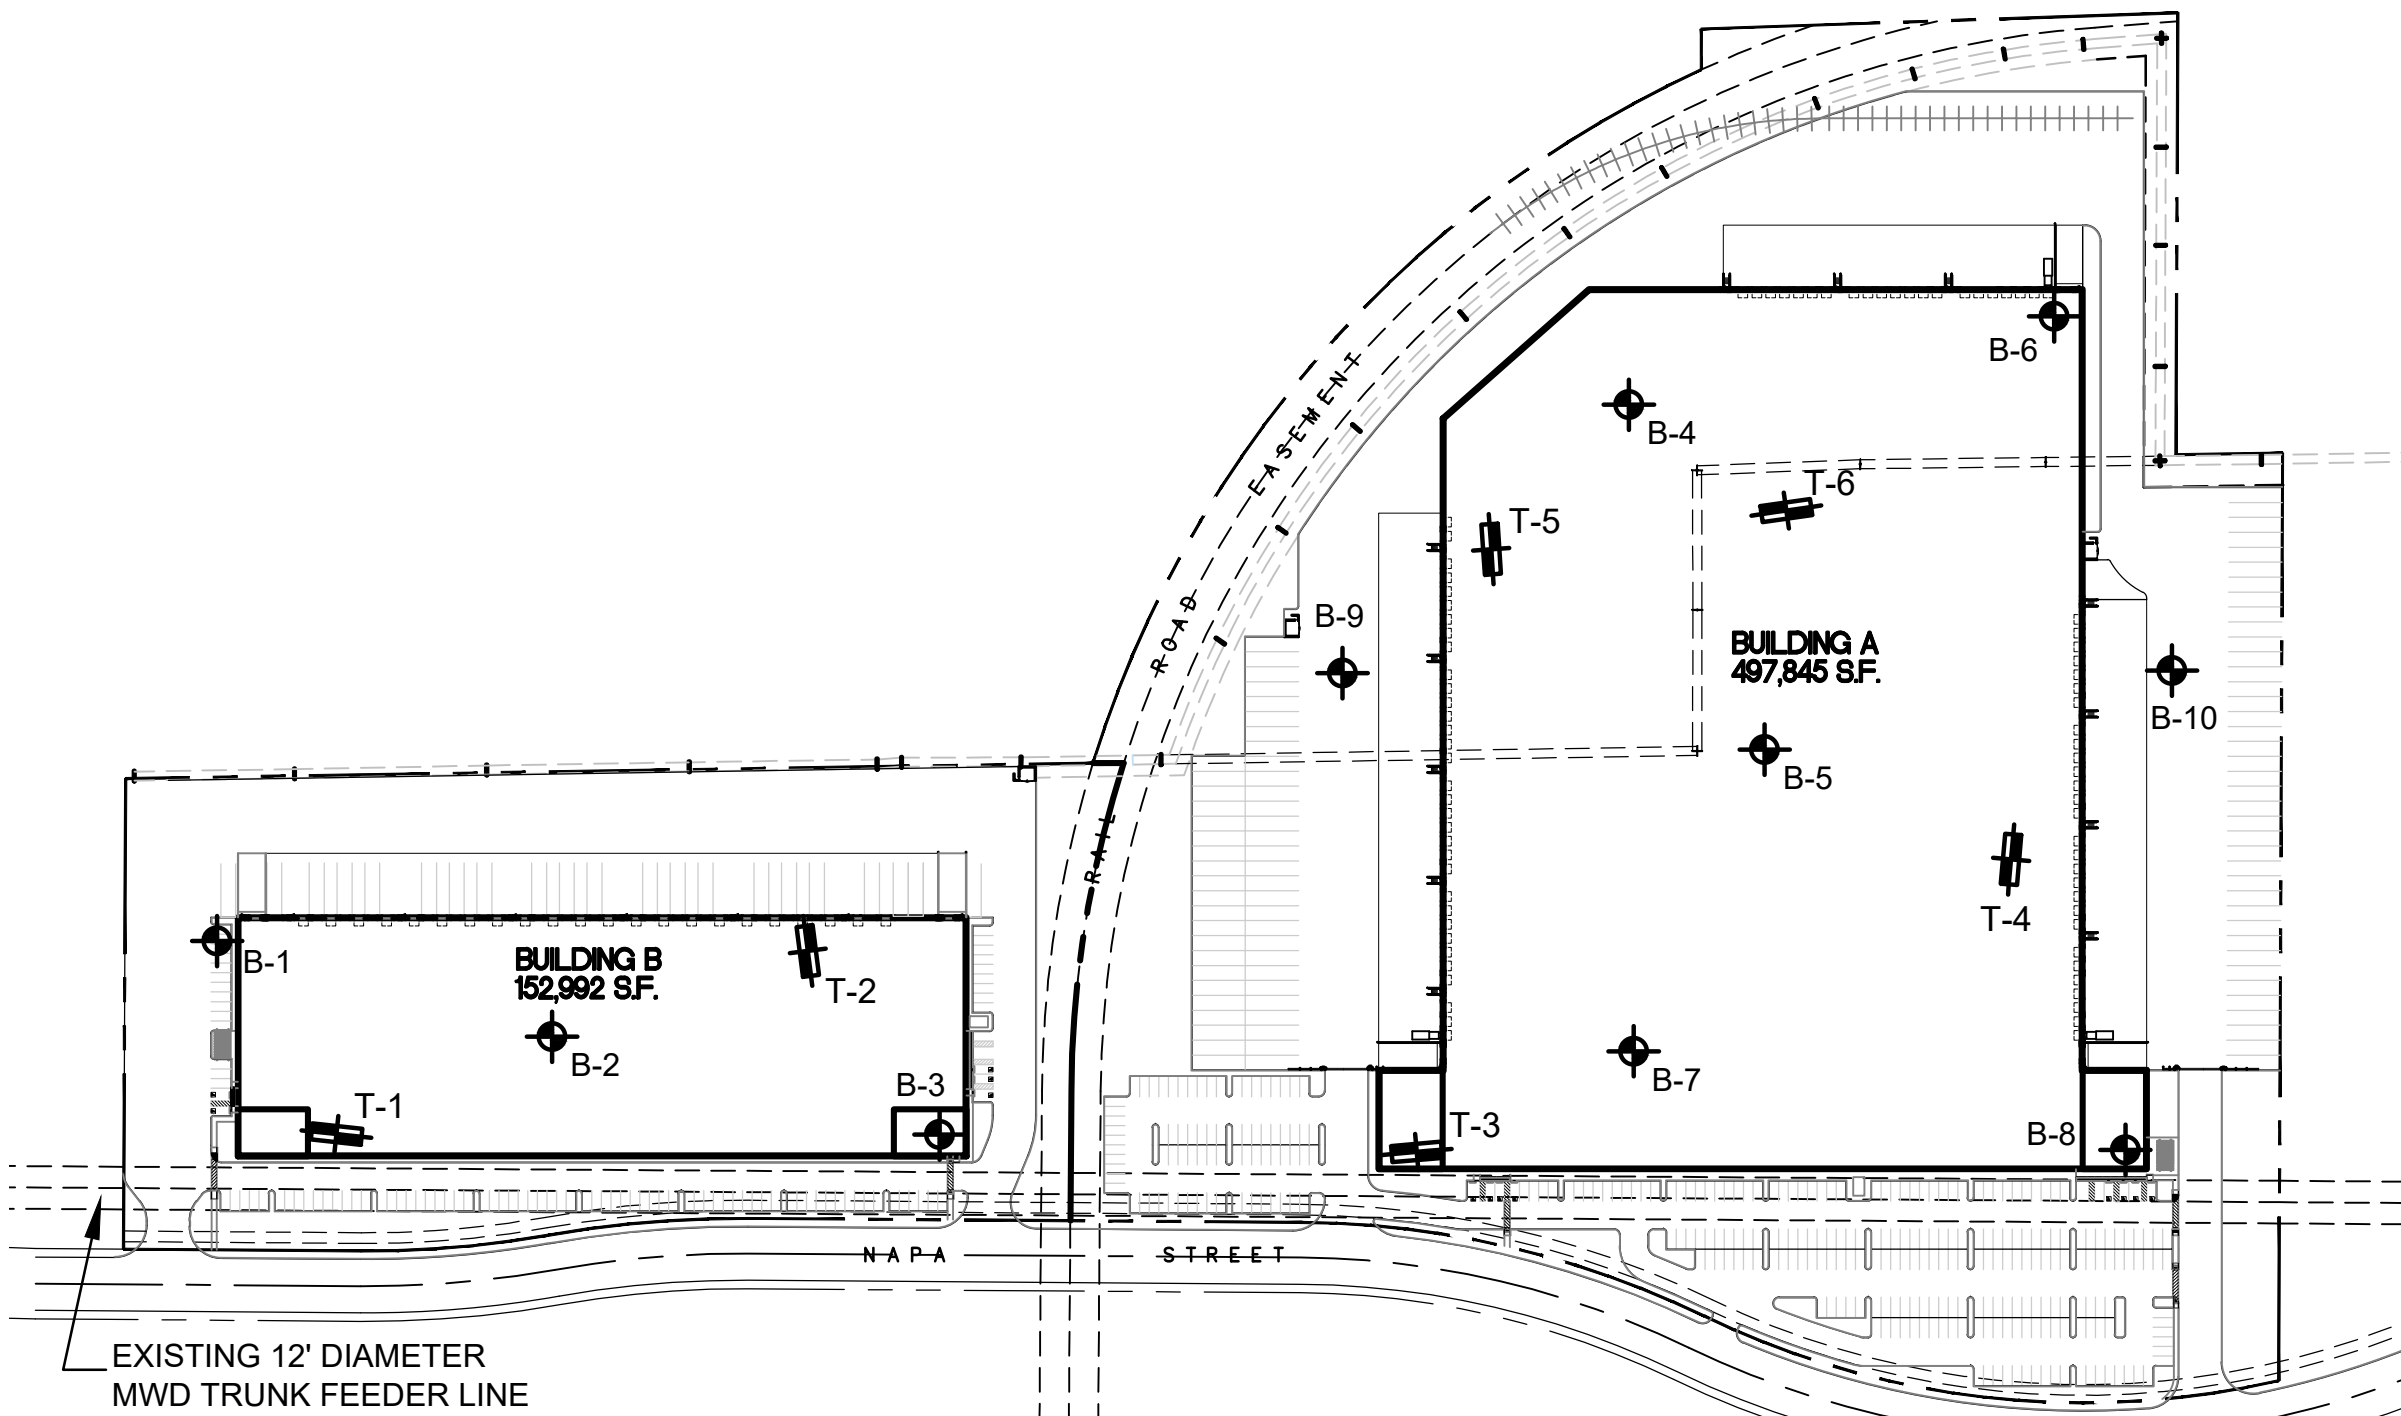 B-6
B-4
T-6
T-5
RAIL ROAD EASEMENT
B-9
BUILDING A
497,845 S.F.
B-10
B-5
T-4
B-1
BUILDING B
152,992 S.F.
T-2
B-2
B-3
T-1
B-7
T-3
B-8
NAPA STREET
EXISTING 12' DIAMETER
MWD TRUNK FEEDER LINE